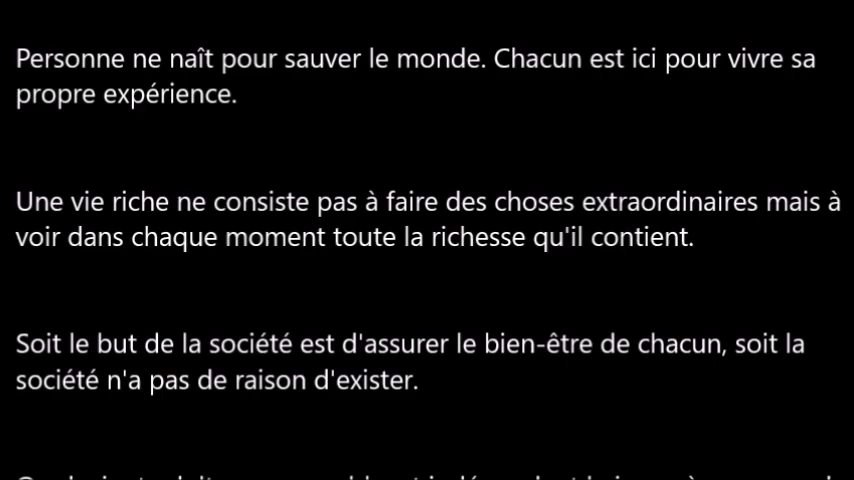 Personne ne naît pour sauver le monde. Chacun est ici pour vivre sa
propre expérience.
Une vie riche ne consiste pas à faire des choses extraordinaires mais à
voir dans chaque moment toute la richesse qu'il contient.
Soit le but de la société est d'assurer le bien-être de chacun, soit la
société n'a pas de raison d'exister.